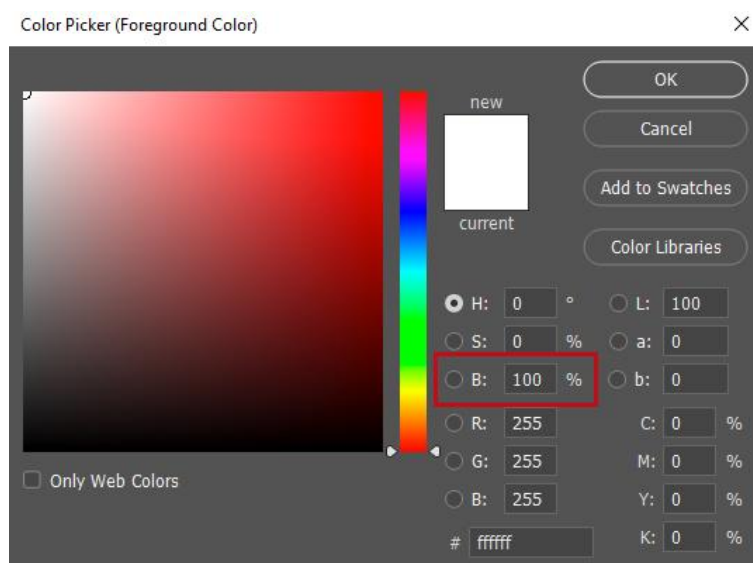 Color Picker (Foreground Color)
new
current
OK
Cancel
Add to Swatches
Color Libraries
H: 0 °
S: 0 %
B: 100 %
R: 255
G: 255
B: 255
# ffffff
L: 100
a: 0
b: 0
C: 0 %
M: 0 %
Y: 0 %
K: 0 %
Only Web Colors